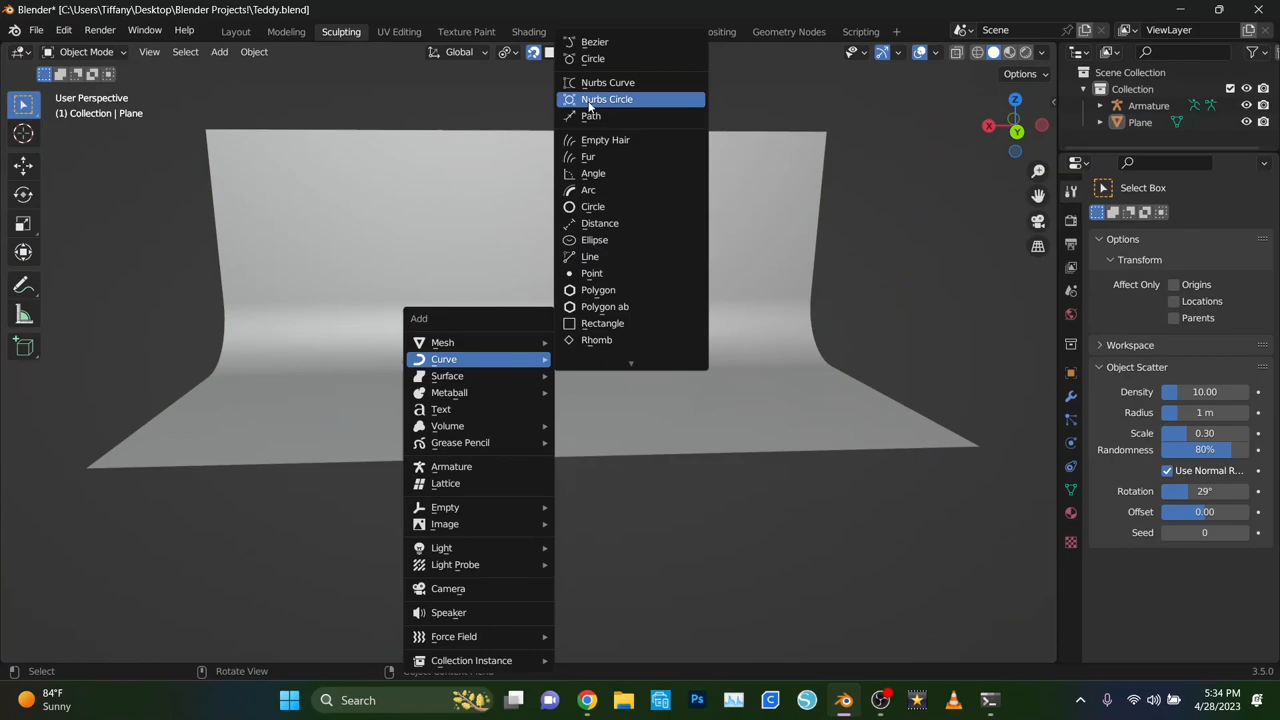 Blender* [C:\Users\Tiffany\Desktop\Blender Projects!\Teddy.blend]
File Edit Render Window Help Layout Modeling Sculpting UV Editing Texture Paint Shading Geometry Nodes Scripting + Scene ViewLayer
Object Mode View Select Add Object Global
Options
User Perspective
(1) Collection | Plane
Bezier
Circle
Nurbs Curve
Nurbs Circle
Path
Empty Hair
Fur
Angle
Arc
Circle
Distance
Ellipse
Line
Point
Polygon
Polygon ab
Rectangle
Rhomb
Add
Mesh
Curve
Surface
Metaball
Text
Volume
Grease Pencil
Armature
Lattice
Empty
Image
Light
Light Probe
Camera
Speaker
Force Field
Collection Instance
X
Y
Z
Scene Collection
Collection
Armature
Plane
Select Box
Options
Transform
Affect Only Origins
Locations
Parents
Workspace
Object Scatter
Density 10.00
Radius 1 m
Scale 0.30
Randomness 80%
Use Normal R...
Rotation 29°
Offset 0.00
Seed 0
Select Rotate View 3.5.0
84°F
Sunny
Search
Ps
5:34 PM
4/28/2023